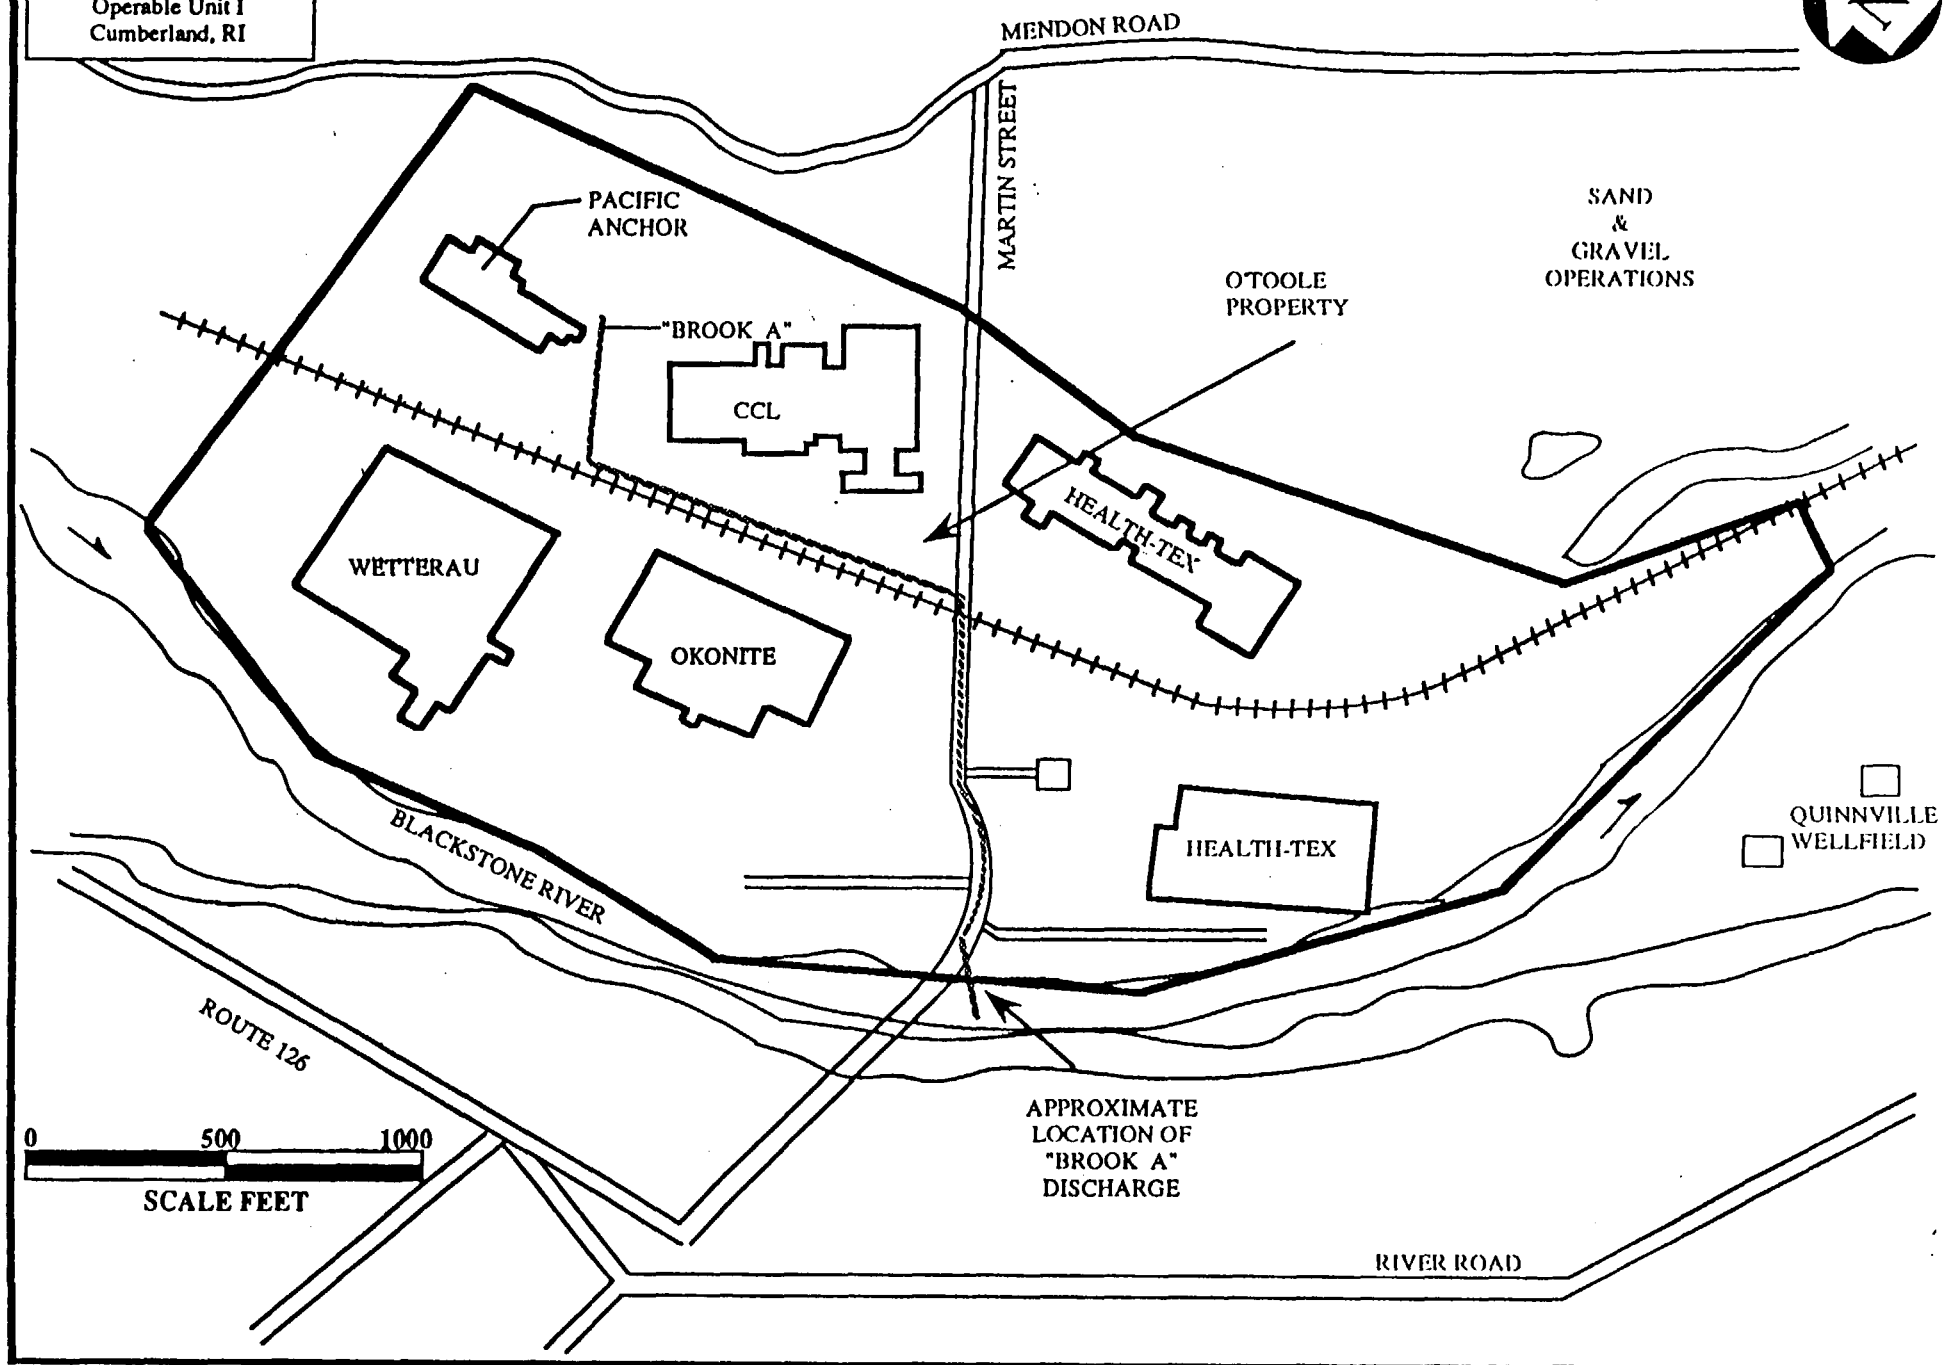 Operable Unit I
Cumberland, RI
MENDON ROAD
MARTIN STREET
PACIFIC
ANCHOR
SAND
&
GRAVEL
OPERATIONS
O'TOOLE
PROPERTY
"BROOK A"
CCL
HEALTH-TEX
WETTERAU
OKONITE
QUINNVILLE
WELLFIELD
HEALTH-TEX
BLACKSTONE RIVER
ROUTE 126
APPROXIMATE
LOCATION OF
"BROOK A"
DISCHARGE
0 500 1000
SCALE FEET
RIVER ROAD